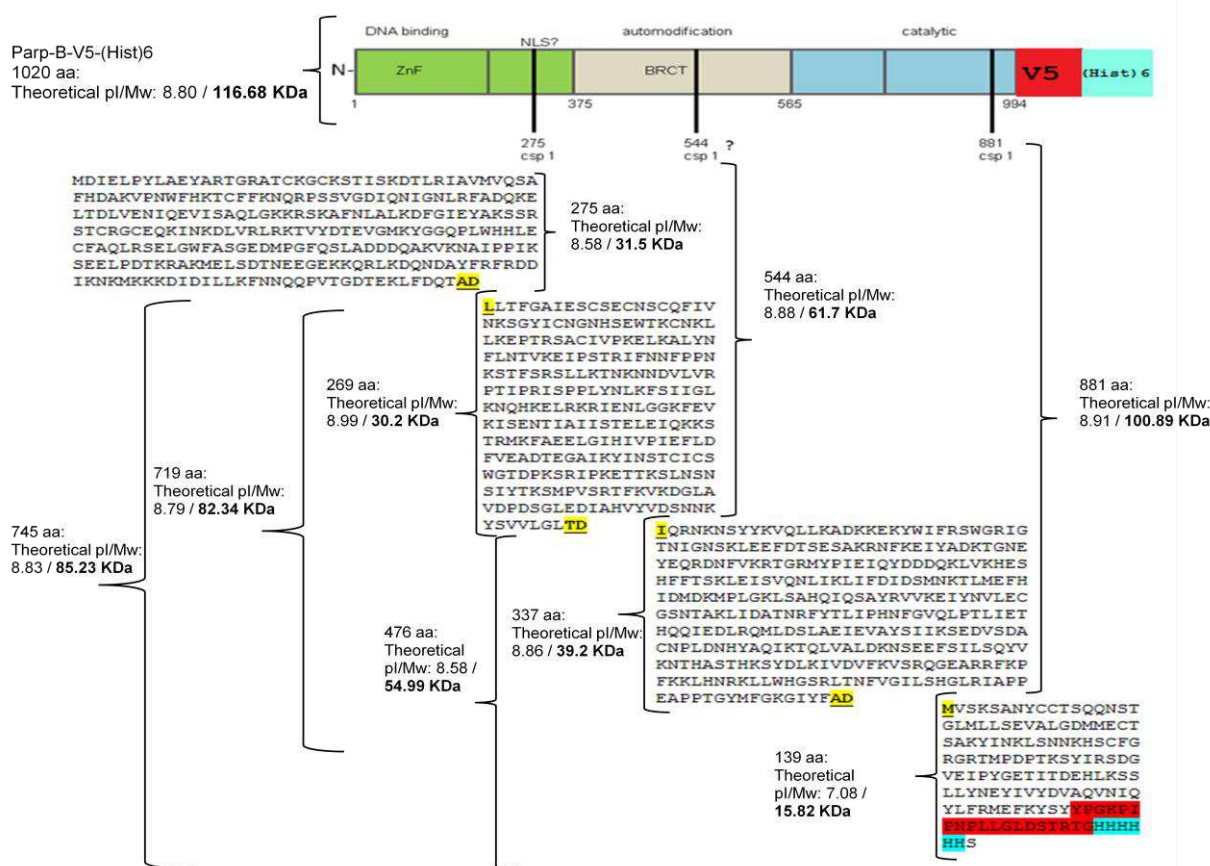 DNA binding
automodification
catalytic
NLS?
Parp-B-V5-(Hist)6
1020 aa:
Theoretical pI/Mw: 8.80 / 116.68 KDa
N-
ZnF
BRCT
V5
(Hist)6
1
375
565
994
275
csp 1
544
csp 1
?
881
csp 1
MDIELPYLAEYARTGRATCKGCKSTISKDTLRIAVMVQSA
FHDAKVPNWFHKTCFFKNQRPSSVGDIQNIGNLRFADQKE
LTDLVENIQEVISAQLGKKRSKAFNLALKDFGIEYAKSSR
STCRGCEQKINKDLVRLRKTVYDTEVGMKYGGQPLWHHLE
CFAQLRSELGWFASGEDMPGFQSLADDDQAKVKNAIPPIK
SEELPDTKRAKMELSDTNEEGEKKQRLKDQNDAYFRFRDD
IKNKMKKKDIDILLKFNNQQPVTGDTEKLFDQTAD
275 aa:
Theoretical pI/Mw:
8.58 / 31.5 KDa
LLTFGAIESCSECNSCQFIV
NKSGYICNGNHSEWTKCNKL
LKEPTRSACIVPKELKALYN
FLNTVKEIPSTRIFNNFPPN
KSTFSRSLLKTNKNNDVLVR
PTIPRISPPLYNLKFSIIGL
KNQHKELRKRIENLGGKFEV
KISENTIAIISTELEIQKKS
TRMKFAEELGIHIVPIEFLD
FVEADTEGAIKYINSTCICS
WGTDPKSRIPKETTKSLNSN
SIYTKSMPVSRTFKVKDGLA
VDPDSGLEDIAHVYVDSNNK
YSVVLGLTD
544 aa:
Theoretical pI/Mw:
8.88 / 61.7 KDa
269 aa:
Theoretical pI/Mw:
8.99 / 30.2 KDa
881 aa:
Theoretical pI/Mw:
8.91 / 100.89 KDa
719 aa:
Theoretical pI/Mw:
8.79 / 82.34 KDa
745 aa:
Theoretical pI/Mw:
8.83 / 85.23 KDa
IQRNKNSYYKVQLLKADKKEKYWIFRSWGRIG
TNIGNSKLEEFDTSESAKRNFKEIYADKTGNE
YEQRDNFVKRTGRMYPIEIQYDDDQKLVKHES
HFFTSKLEISVQNLIKLIFDIDSMNKTLMEFH
IDMDKMPLGKLSAHQIQSAYRVVKEIYNVLEC
GSNTAKLIDATNRFYTLIPHNFGVQLPTLIET
HQQIEDLRQMLDSLAEIEVAYSIIKSEDVSDA
CNPLDNHYAQIKTQLVALDKNSEEFSILSQYV
KNTHASTHKSYDLKIVDVFKVSRQGEARRFKP
FKKLHNRKLLWHGSRLTNFVGILSHGLRIAPP
EAPPTGYMFGKGIYFAD
337 aa:
Theoretical pI/Mw:
8.86 / 39.2 KDa
476 aa:
Theoretical
pI/Mw: 8.58 /
54.99 KDa
MVSKSANYCCTSQQNST
GLMLLSEVALGDMMECT
SAKYINKLSNNKHSCFG
RGRTMPDPTKSYIRSDG
VEIPYGETITDEHLKSS
LLYNEYIVYDVAQVNIQ
YLFRMEFKYSYYPGKPI
PNPLLGLDSTRTGHHHH
HHS
139 aa:
Theoretical
pI/Mw: 7.08 /
15.82 KDa